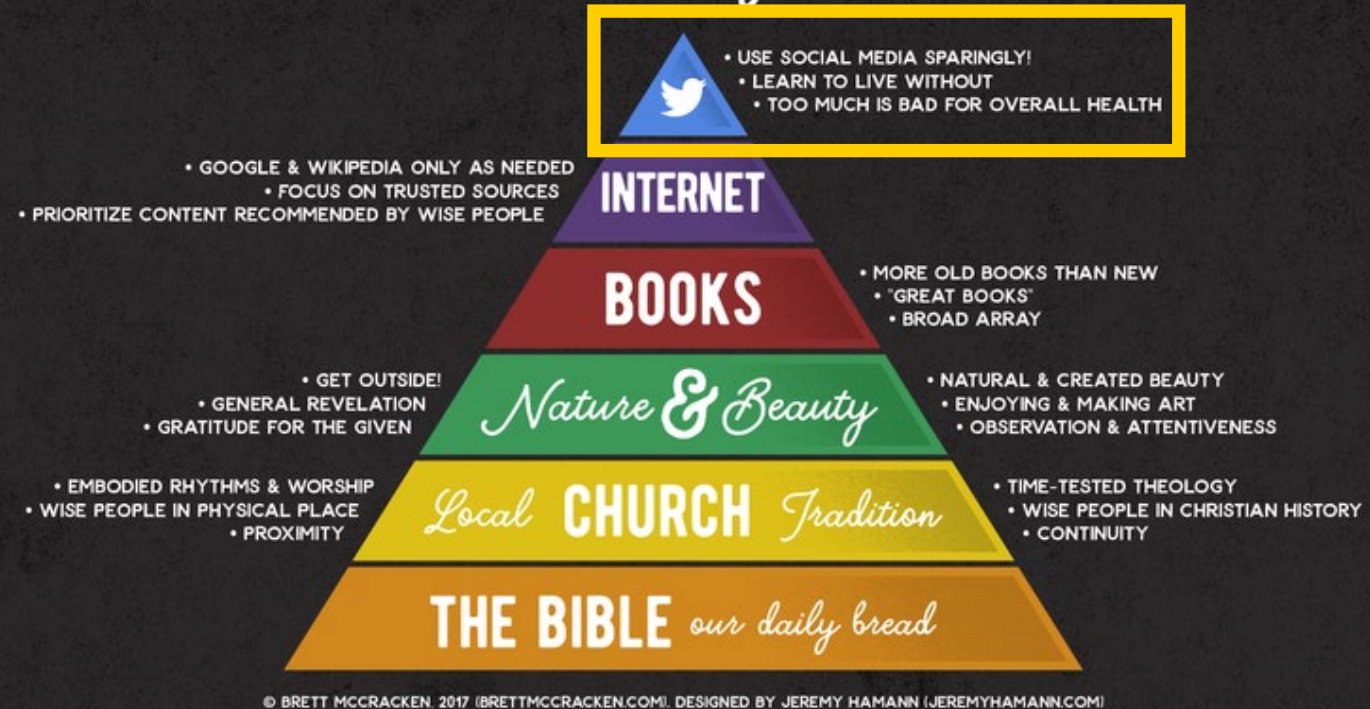 • USE SOCIAL MEDIA SPARINGLY!
• LEARN TO LIVE WITHOUT
• TOO MUCH IS BAD FOR OVERALL HEALTH
• GOOGLE & WIKIPEDIA ONLY AS NEEDED
• FOCUS ON TRUSTED SOURCES
• PRIORITIZE CONTENT RECOMMENDED BY WISE PEOPLE
INTERNET
BOOKS
• MORE OLD BOOKS THAN NEW
• "GREAT BOOKS"
• BROAD ARRAY
• GET OUTSIDE!
• GENERAL REVELATION
• GRATITUDE FOR THE GIVEN
Nature & Beauty
• NATURAL & CREATED BEAUTY
• ENJOYING & MAKING ART
• OBSERVATION & ATTENTIVENESS
• EMBODIED RHYTHMS & WORSHIP
• WISE PEOPLE IN PHYSICAL PLACE
• PROXIMITY
Local CHURCH Tradition
• TIME-TESTED THEOLOGY
• WISE PEOPLE IN CHRISTIAN HISTORY
• CONTINUITY
THE BIBLE our daily bread
© BRETT MCCRACKEN, 2017 (BRETTMCCRACKEN.COM). DESIGNED BY JEREMY HAMANN (JEREMYHAMANN.COM)